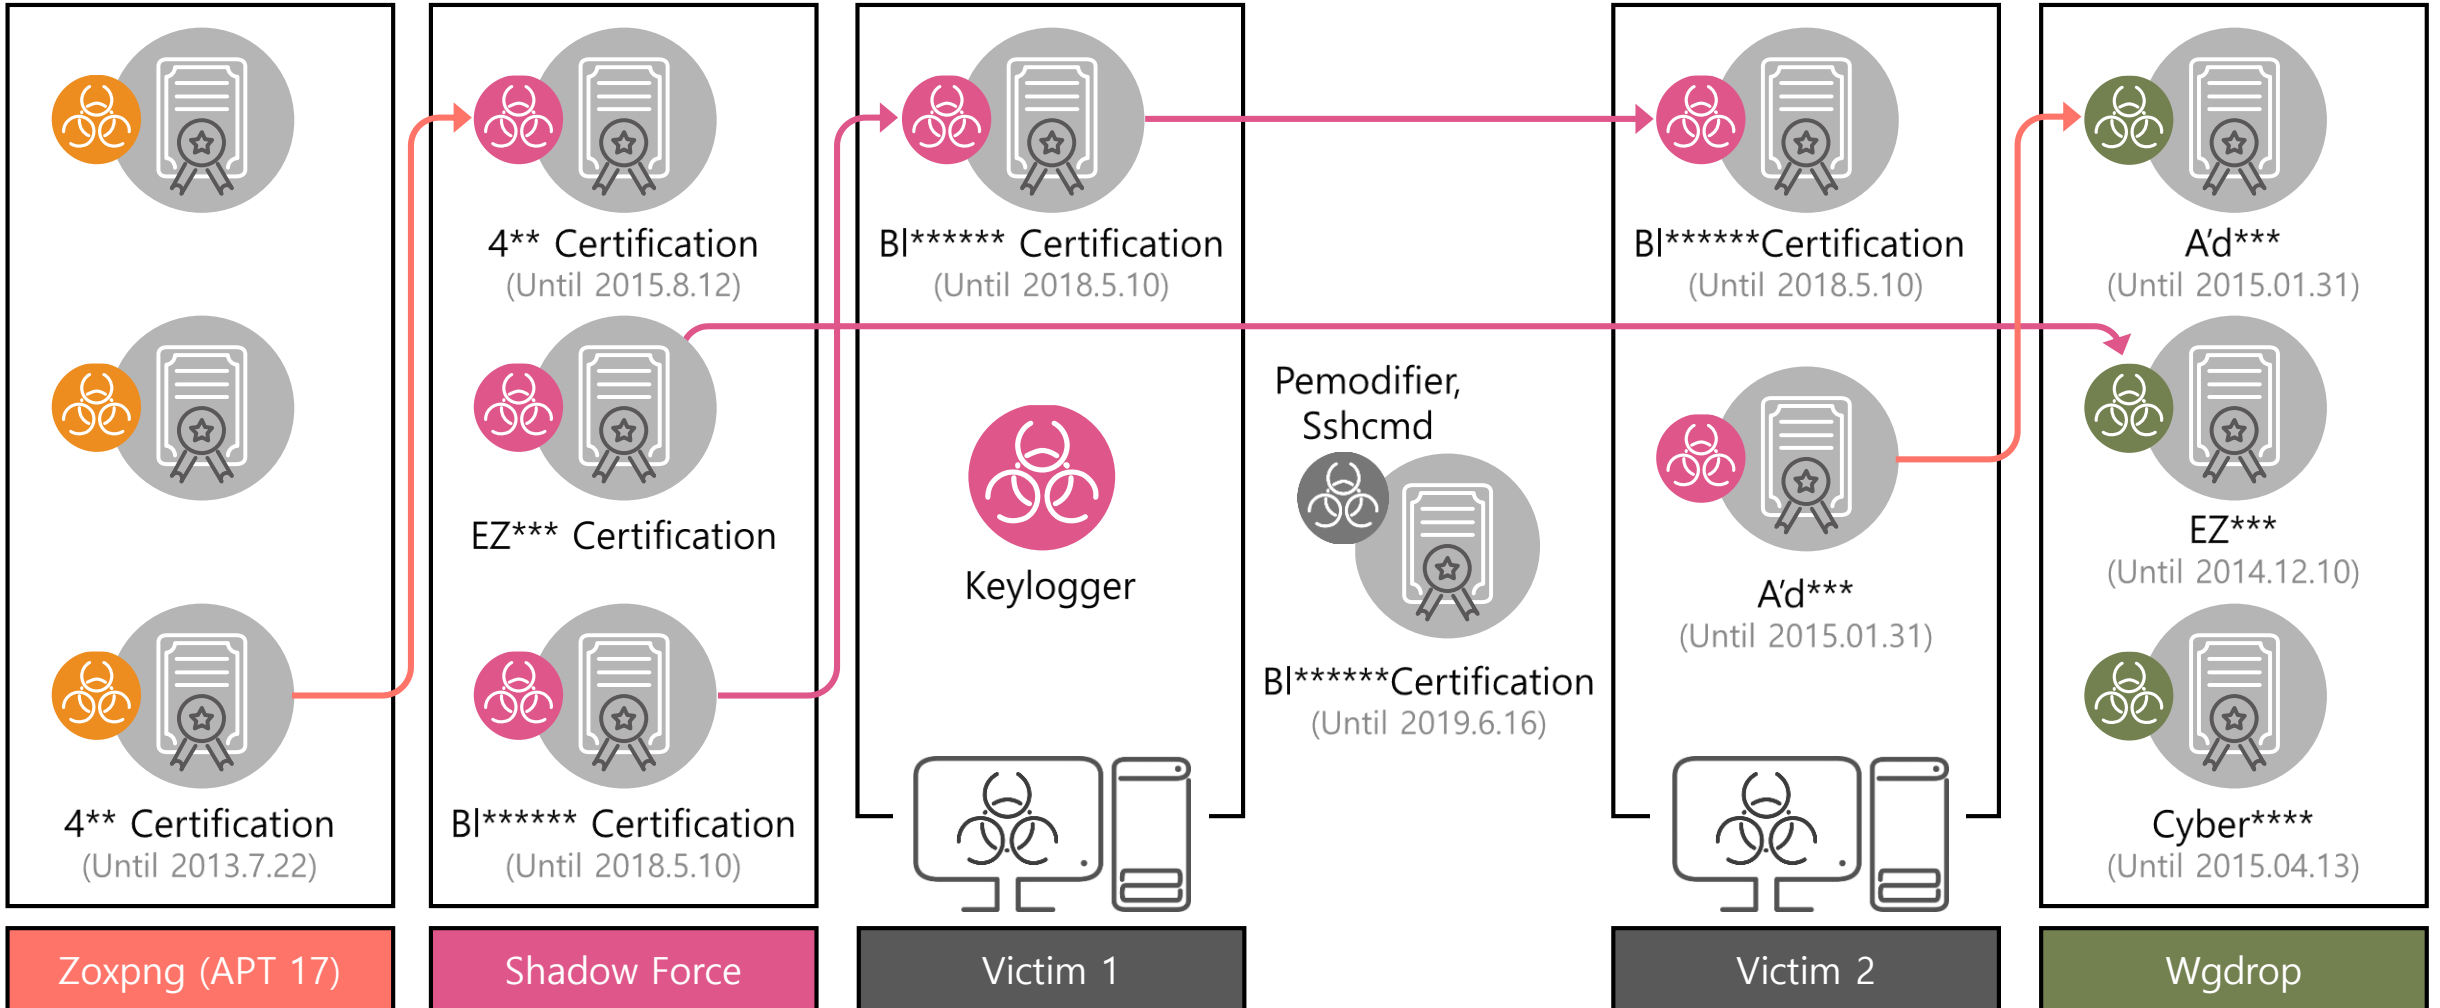 4** Certification
(Until 2013.7.22)
Zoxpng (APT 17)
4** Certification
(Until 2015.8.12)
EZ*** Certification
Bl****** Certification
(Until 2018.5.10)
Shadow Force
Bl****** Certification
(Until 2018.5.10)
Keylogger
Victim 1
Pemodifier,
Sshcmd
Bl******Certification
(Until 2019.6.16)
Bl******Certification
(Until 2018.5.10)
A'd***
(Until 2015.01.31)
Victim 2
A'd***
(Until 2015.01.31)
EZ***
(Until 2014.12.10)
Cyber****
(Until 2015.04.13)
Wgdrop